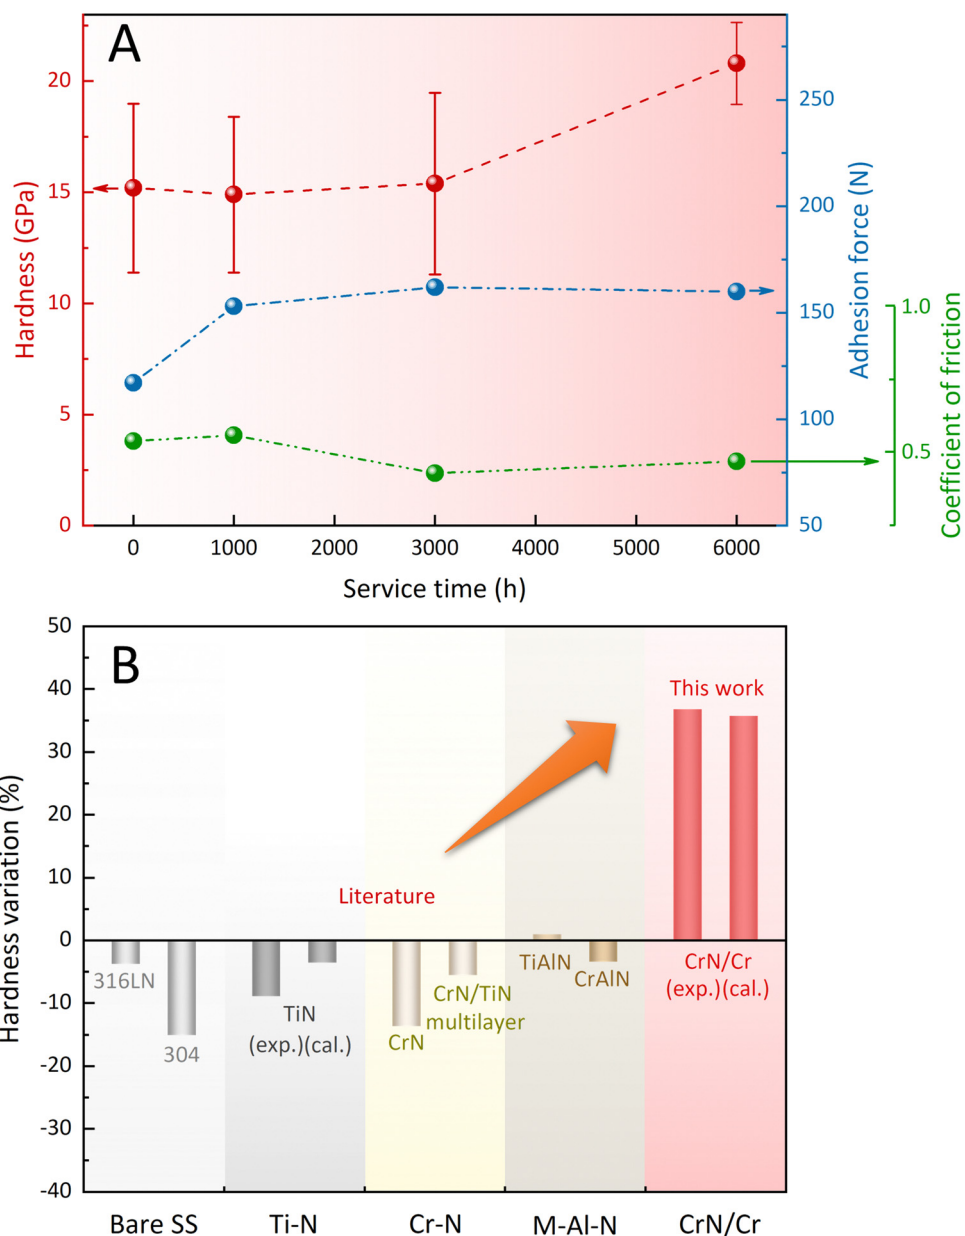 A
20
15
10
5
0
Hardness (GPa)
250
200
150
100
50
Adhesion force (N)
1.0
0.5
Coefficient of friction
0 1000 2000 3000 4000 5000 6000
Service time (h)
B
50
40
30
20
10
0
-10
-20
-30
-40
Hardness variation (%)
This work
Literature
316LN
304
TiN
(exp.)(cal.)
CrN/TiN
multilayer
CrN
TiAlN
CrAlN
CrN/Cr
(exp.)(cal.)
Bare SS Ti-N Cr-N M-Al-N CrN/Cr